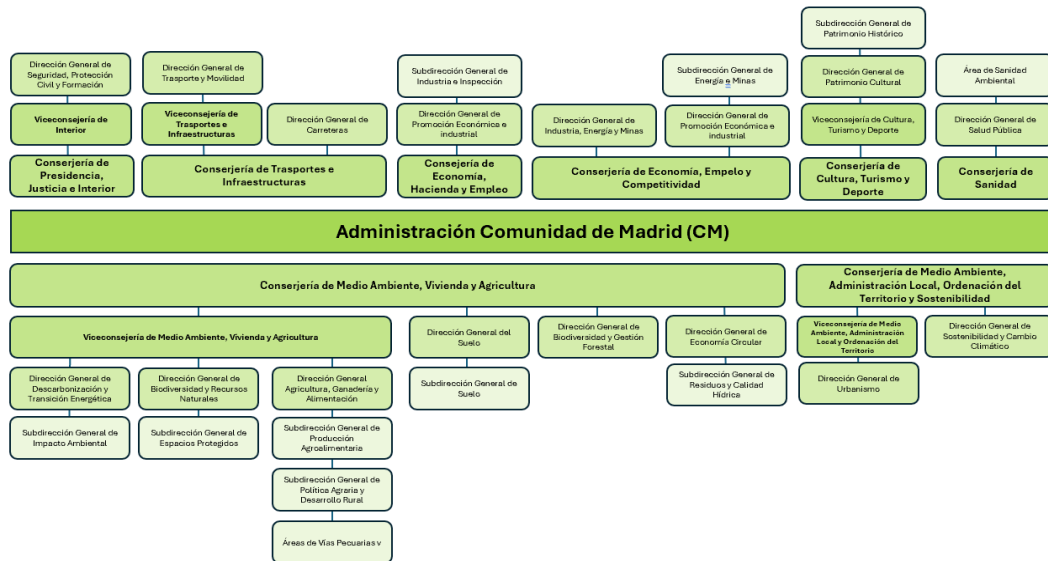 Subdirección General de
Patrimonio Histórico
Dirección General de
Seguridad, Protección
Civil y Formación
Dirección General de
Trasporte y Movilidad
Subdirección General de
Industria e Inspección
Subdirección General de
Energía e Minas
Dirección General de
Patrimonio Cultural
Área de Sanidad
Ambiental
Viceconsejería de
Interior
Viceconsejería de
Trasportes e
Infraestructuras
Dirección General de
Carreteras
Dirección General de
Promoción Económica e
industrial
Dirección General de
Industria, Energía y Minas
Dirección General de
Promoción Económica e
industrial
Viceconsejería de Cultura,
Turismo y Deporte
Dirección General de
Salud Pública
Conserjería de
Presidencia,
Justicia e Interior
Conserjería de Trasportes e
Infraestructuras
Consejería de
Economía,
Hacienda y Empleo
Consejería de Economía, Empelo y
Competitividad
Conserjería de
Cultura, Turismo y
Deporte
Conserjería de
Sanidad
Administración Comunidad de Madrid (CM)
Conserjería de Medio Ambiente, Vivienda y Agricultura
Conserjería de Medio Ambiente,
Administración Local, Ordenación del
Territorio y Sostenibilidad
Viceconsejería de Medio Ambiente, Vivienda y Agricultura
Dirección General del
Suelo
Dirección General de
Biodiversidad y Gestión
Forestal
Dirección General de
Economía Circular
Viceconsejería de Medio
Ambiente, Administración
Local y Ordenación del
Territorio
Dirección General de
Sostenibilidad y Cambio
Climático
Dirección General de
Descarbonización y
Transición Energética
Dirección General de
Biodiversidad y Recursos
Naturales
Dirección General
Agricultura, Ganadería y
Alimentación
Subdirección General de
Suelo
Subdirección General de
Residuos y Calidad
Hídrica
Dirección General de
Urbanismo
Subdirección General de
Impacto Ambiental
Subdirección General de
Espacios Protegidos
Subdirección General de
Producción
Agroalimentaria
Subdirección General de
Política Agraria y
Desarrollo Rural
Áreas de Vías Pecuarias v